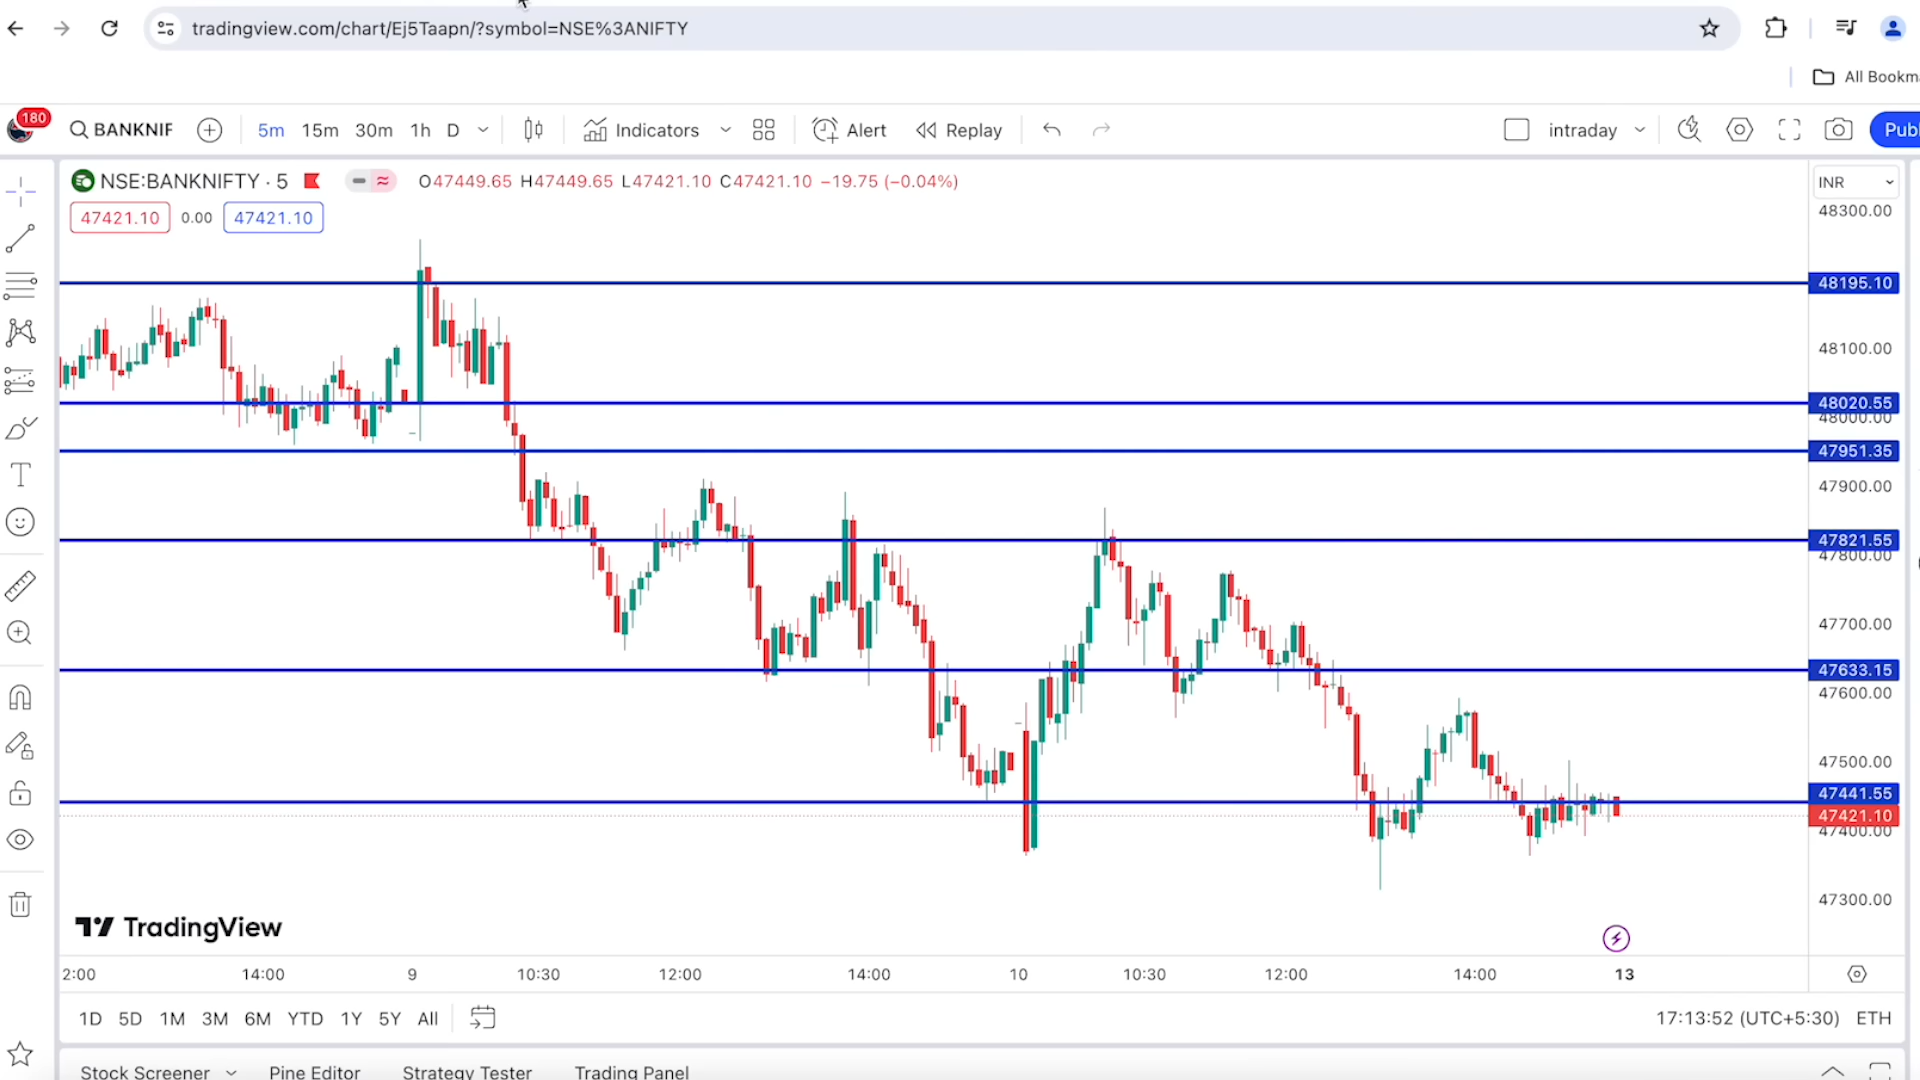 tradingview.com/chart/Ej5Taapn/?symbol=NSE%3ANIFTY
All Bookma
180 BANKNIF 5m 15m 30m 1h D Indicators Alert Replay intraday Publ
NSE:BANKNIFTY · 5 O47449.65 H47449.65 L47421.10 C47421.10 −19.75 (−0.04%)
INR
47421.10 0.00 47421.10
48300.00
48195.10
48100.00
48020.55
48000.00
47951.35
47900.00
47821.55
47800.00
47700.00
47633.15
47600.00
47500.00
47441.55
47421.10
47400.00
47300.00
TradingView
2:00 14:00 9 10:30 12:00 14:00 10 10:30 12:00 14:00 13
1D 5D 1M 3M 6M YTD 1Y 5Y All 17:13:52 (UTC+5:30) ETH
Stock Screener Pine Editor Strategy Tester Trading Panel